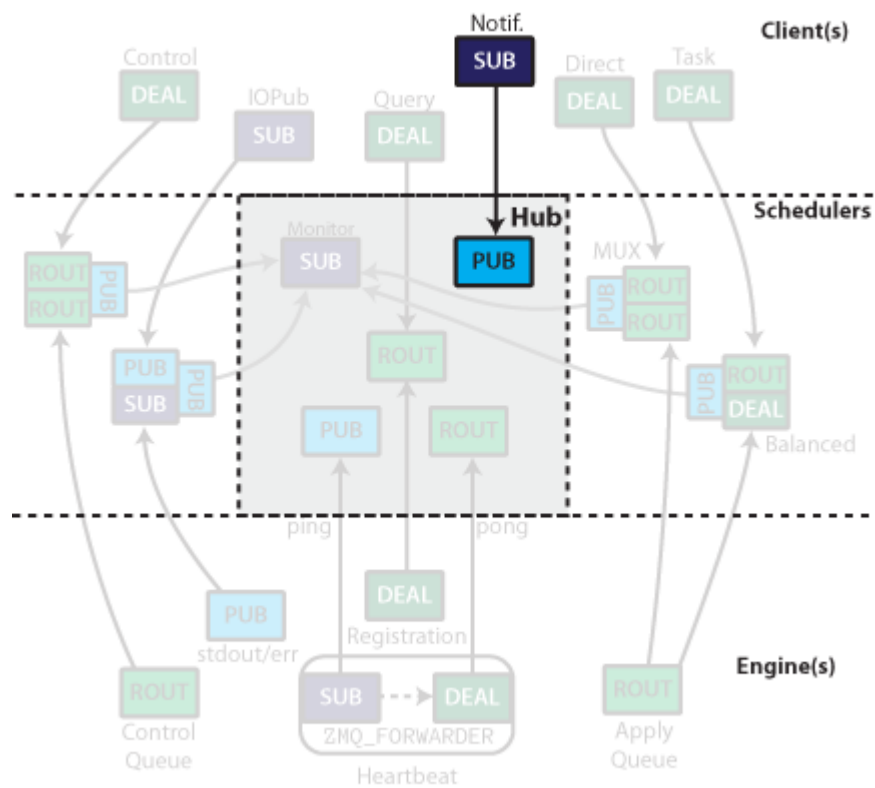 Notif.
Client(s)
SUB
Control
DEAL
IOPub
SUB
Query
DEAL
Direct
DEAL
Task
DEAL
Schedulers
Hub
Monitor
SUB
PUB
MUX
ROUT
ROUT
PUB
PUB
ROUT
ROUT
PUB
SUB
PUB
ROUT
PUB
ROUT
DEAL
Balanced
PUB
ROUT
ping
pong
DEAL
Registration
PUB
stdout/err
Engine(s)
ROUT
Control
Queue
SUB
DEAL
ZMQ_FORWARDER
Heartbeat
ROUT
Apply
Queue